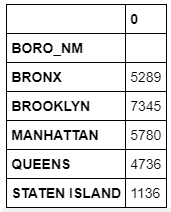 0
BORO_NM
BRONX 5289
BROOKLYN 7345
MANHATTAN 5780
QUEENS 4736
STATEN ISLAND 1136